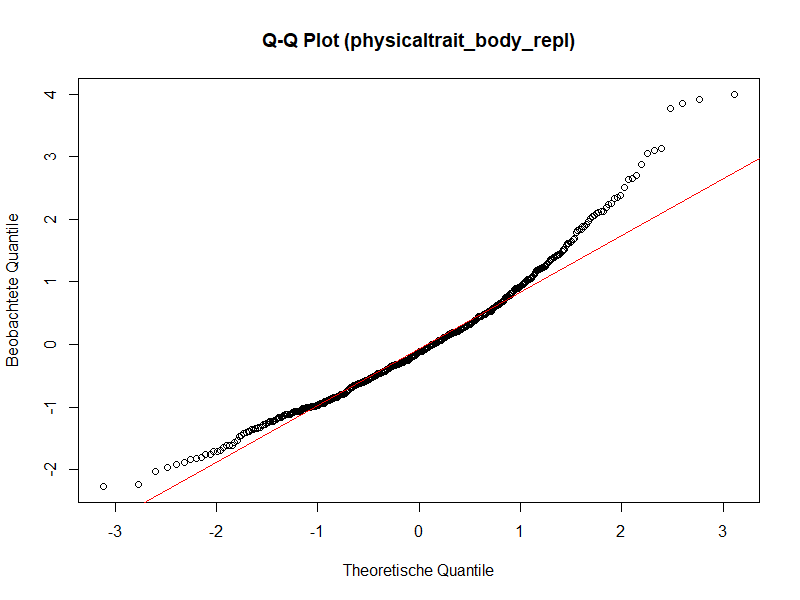 Q-Q Plot (physicaltrait_body_repl)
Beobachtete Quantile
4
3
2
1
0
-1
-2
-3 -2 -1 0 1 2 3
Theoretische Quantile